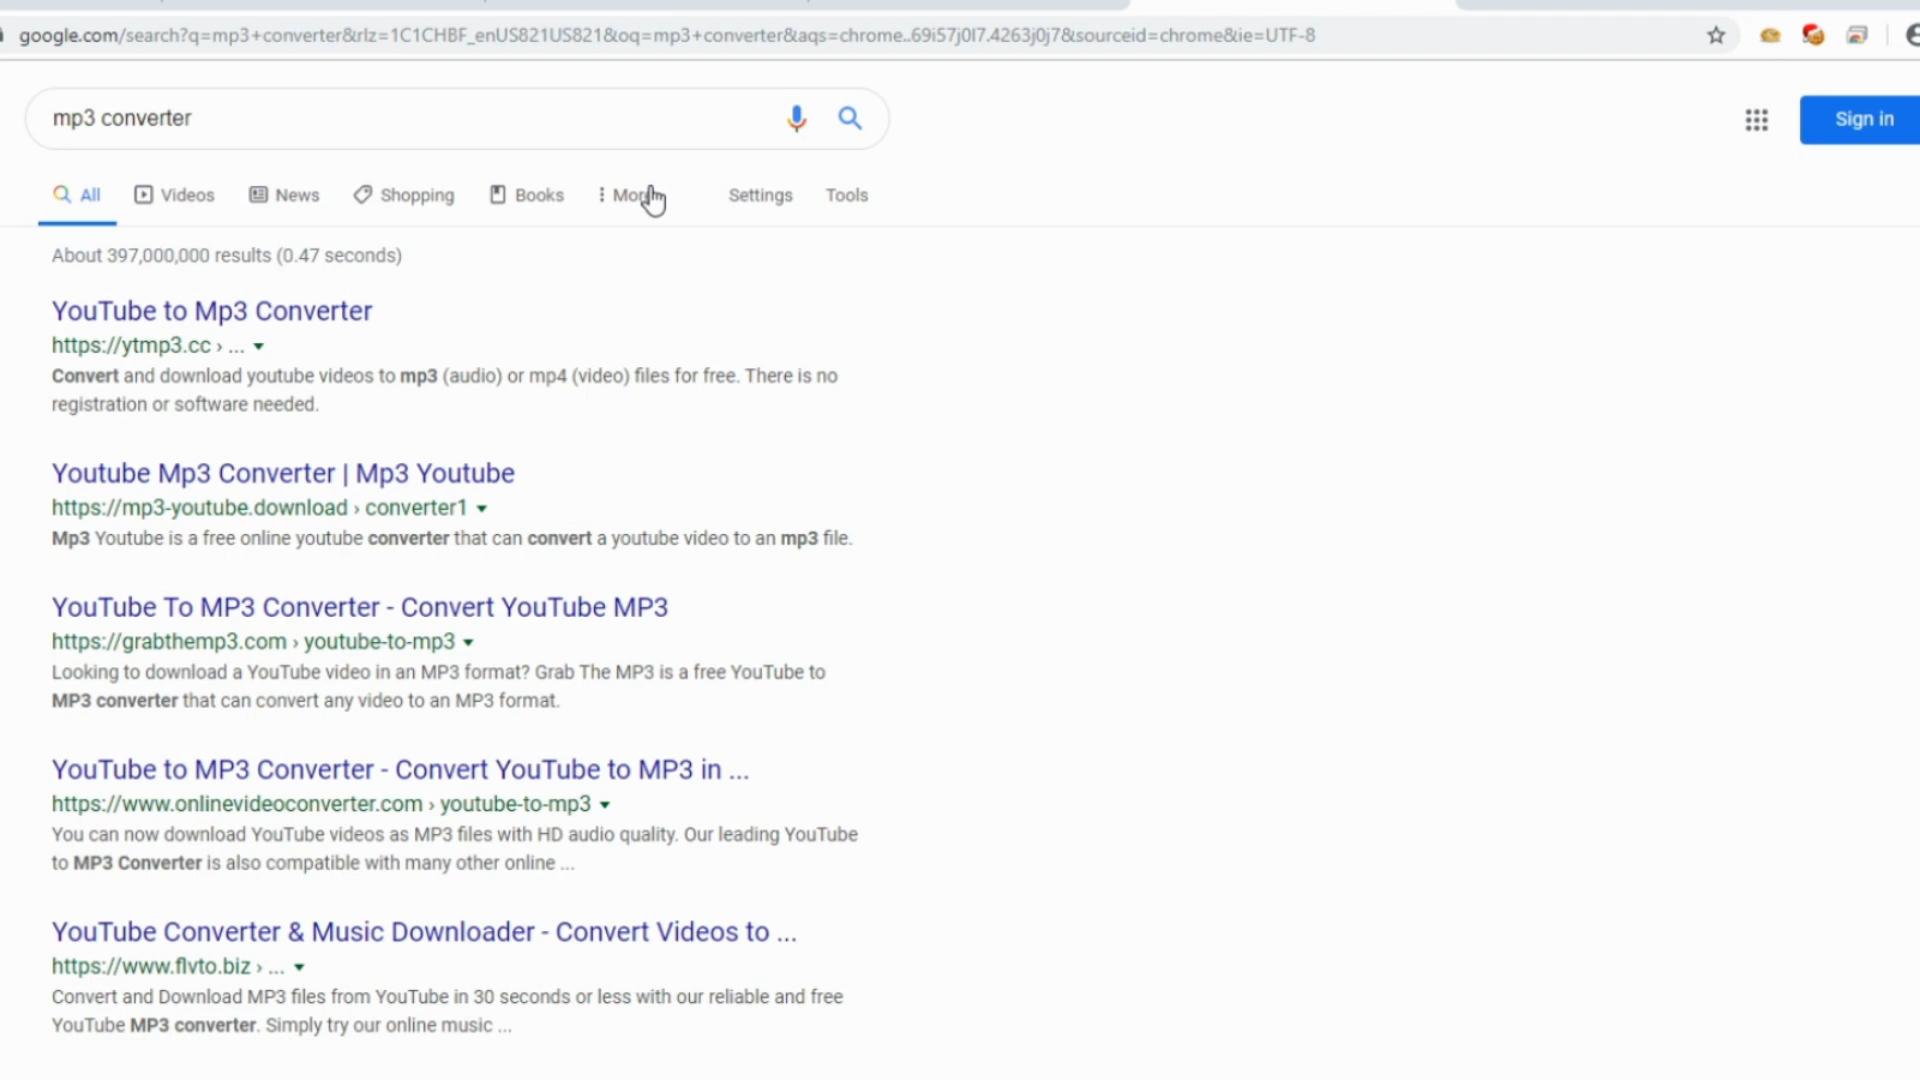 google.com/search?q=mp3+converter&rlz=1C1CHBF_enUS821US821&oq=mp3+converter&aqs=chrome..69i57j0l7.4263j0j7&sourceid=chrome&ie=UTF-8
mp3 converter
Sign in
All Videos News Shopping Books More Settings Tools
About 397,000,000 results (0.47 seconds)
YouTube to Mp3 Converter
https://ytmp3.cc › ...
Convert and download youtube videos to mp3 (audio) or mp4 (video) files for free. There is no
registration or software needed.
Youtube Mp3 Converter | Mp3 Youtube
https://mp3-youtube.download › converter1
Mp3 Youtube is a free online youtube converter that can convert a youtube video to an mp3 file.
YouTube To MP3 Converter - Convert YouTube MP3
https://grabthemp3.com › youtube-to-mp3
Looking to download a YouTube video in an MP3 format? Grab The MP3 is a free YouTube to
MP3 converter that can convert any video to an MP3 format.
YouTube to MP3 Converter - Convert YouTube to MP3 in ...
https://www.onlinevideoconverter.com › youtube-to-mp3
You can now download YouTube videos as MP3 files with HD audio quality. Our leading YouTube
to MP3 Converter is also compatible with many other online ...
YouTube Converter & Music Downloader - Convert Videos to ...
https://www.flvto.biz › ...
Convert and Download MP3 files from YouTube in 30 seconds or less with our reliable and free
YouTube MP3 converter. Simply try our online music ...